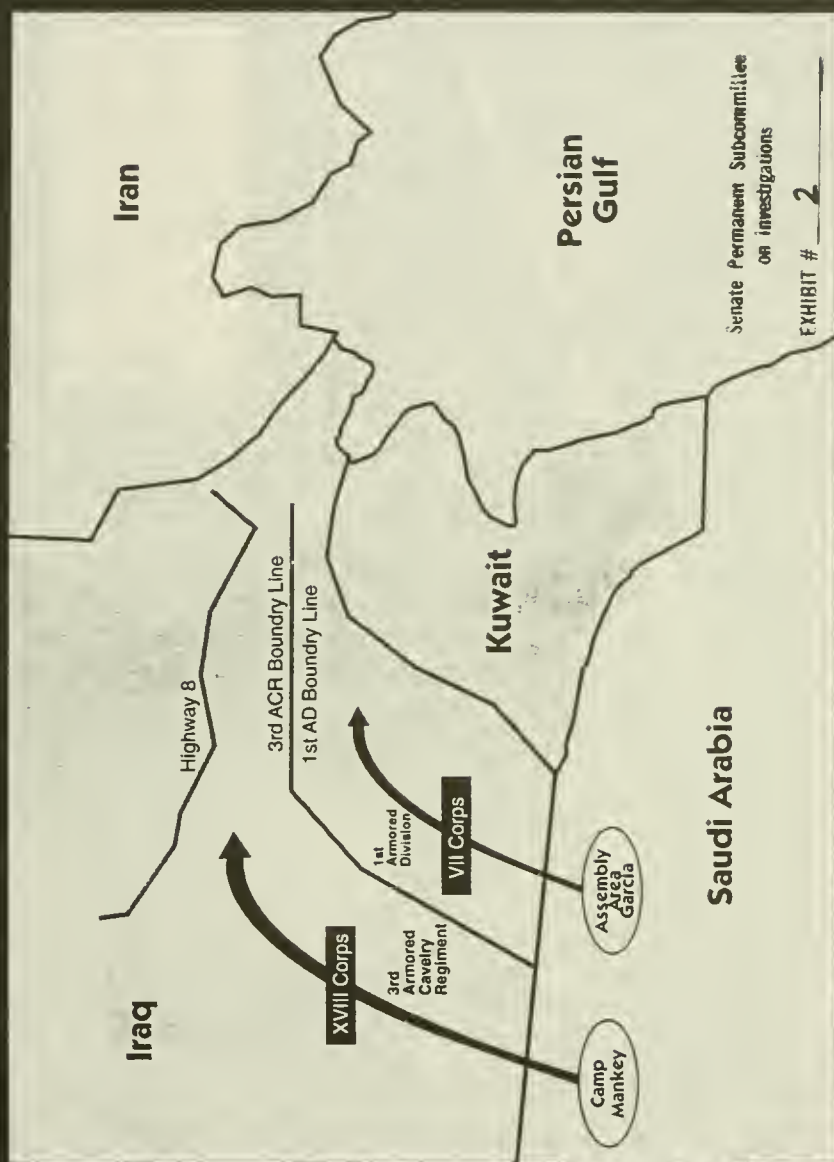 Iran
Iraq
Highway 8
3rd ACR Boundry Line
1st AD Boundry Line
XVIII Corps
3rd
Armored
Cavelry
Regiment
1st
Armored
Division
VII Corps
Kuwait
Persian
Gulf
Camp
Mankey
Assembly
Area
Garcia
Saudi Arabia
Senate Permanent Subcommittee
on Investigations
EXHIBIT # 2